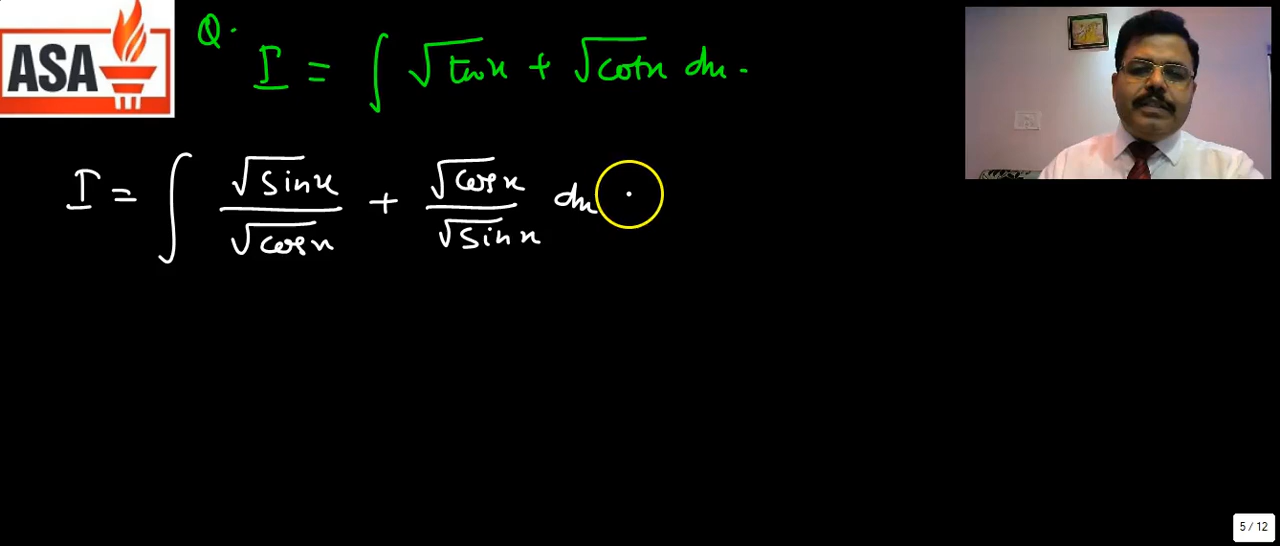 ASA
Q. I = ∫ √tanx + √cotx dx.
I = ∫ √sinx / √cosx + √cosx / √sinx dx
5 / 12